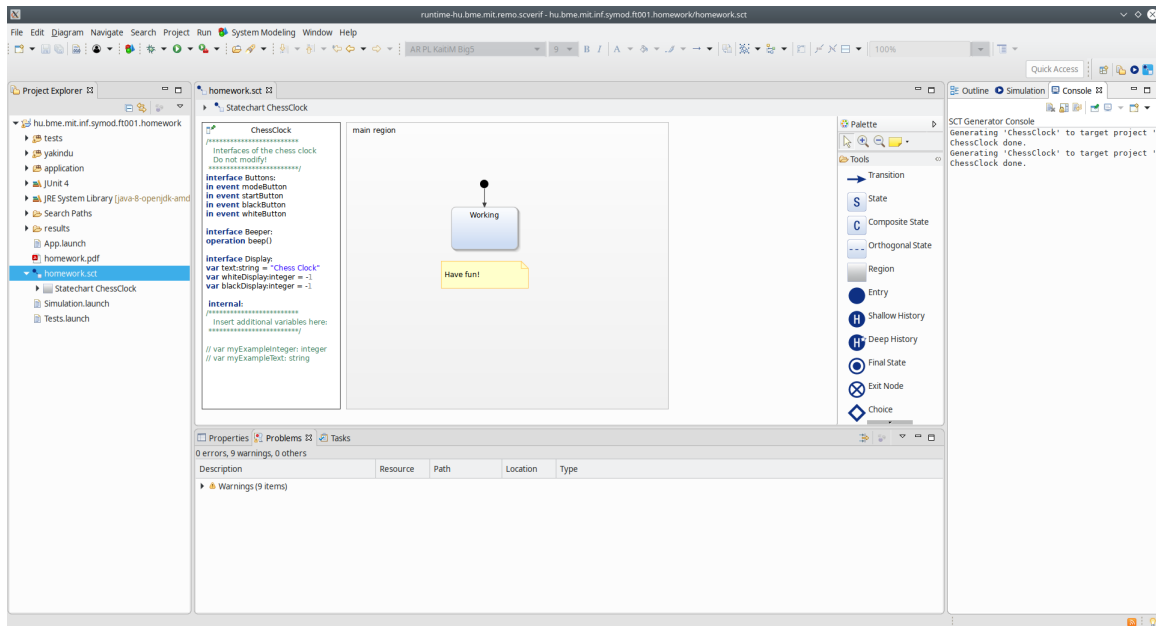 runtime-hu.bme.mit.remo.scverif - hu.bme.mit.inf.symod.ft001.homework/homework.sct
File Edit Diagram Navigate Search Project Run System Modeling Window Help
AR PL KaitiM Big5
9
B I A
100%
Quick Access
Project Explorer
hu.bme.mit.inf.symod.ft001.homework
tests
yakindu
application
JUnit 4
JRE System Library [java-8-openjdk-amd
Search Paths
results
App.launch
homework.pdf
homework.sct
Statechart ChessClock
Simulation.launch
Tests.launch
homework.sct
Statechart ChessClock
ChessClock
/*************************
Interfaces of the chess clock
Do not modify!
*************************/
interface Buttons:
in event modeButton
in event startButton
in event blackButton
in event whiteButton
interface Beeper:
operation beep()
interface Display:
var text:string = "Chess Clock"
var whiteDisplay:integer = -1
var blackDisplay:integer = -1
internal:
/*************************
Insert additional variables here:
*************************/
// var myExampleInteger: integer
// var myExampleText: string
main region
Working
Have fun!
Palette
Tools
Transition
S State
C Composite State
Orthogonal State
Region
Entry
H Shallow History
H* Deep History
Final State
Exit Node
Choice
Outline Simulation Console
SCT Generator Console
Generating 'ChessClock' to target project '
ChessClock done.
Generating 'ChessClock' to target project '
ChessClock done.
Properties Problems Tasks
0 errors, 9 warnings, 0 others
Description Resource Path Location Type
Warnings (9 items)